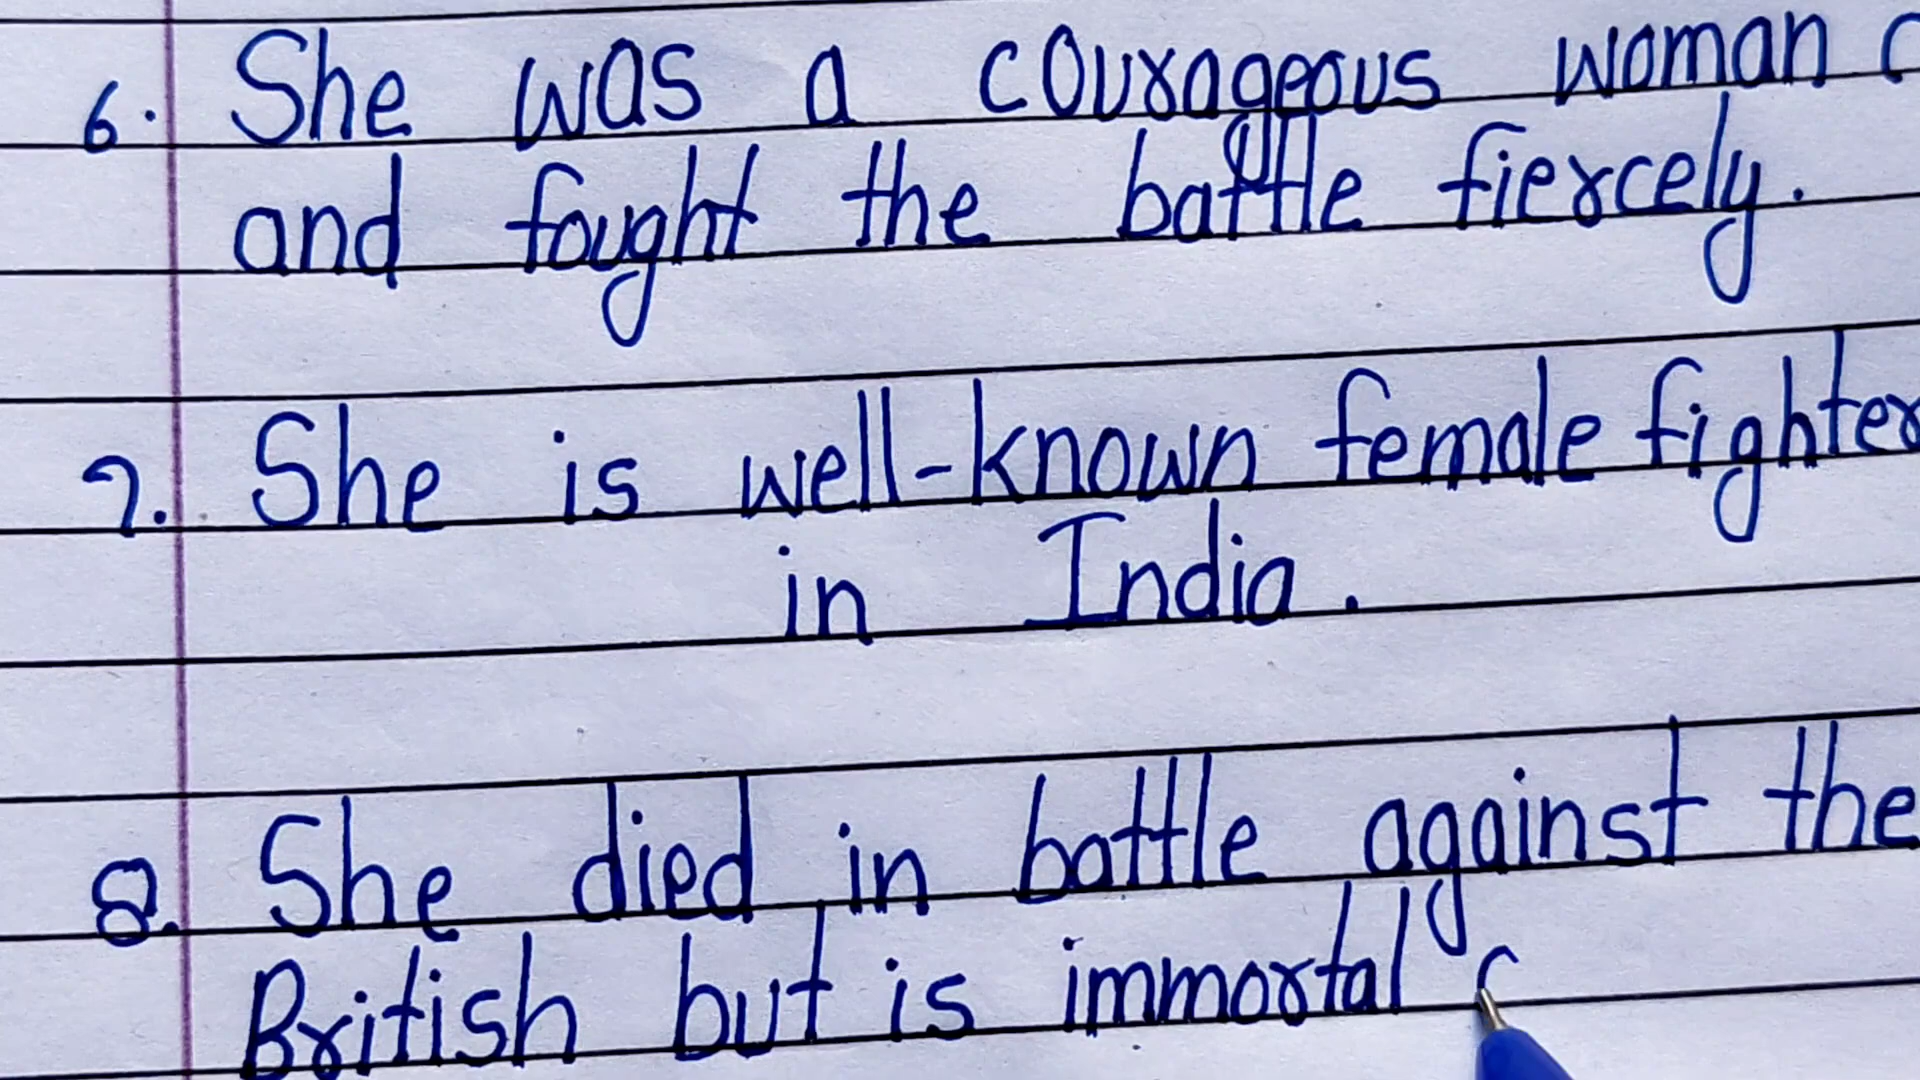 6. She was a courageous woman
and fought the battle fiercely.
7. She is well-known female fighter
in India.
8. She died in battle against the
British but is immortal